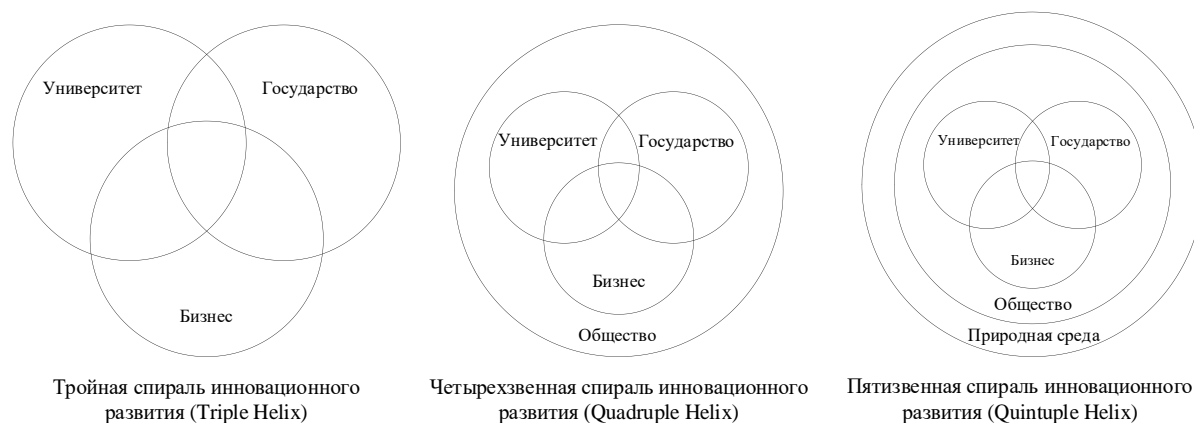 Университет
Государство
Бизнес
Тройная спираль инновационного
развития (Triple Helix)
Университет
Государство
Бизнес
Общество
Четырехзвенная спираль инновационного
развития (Quadruple Helix)
Университет
Государство
Бизнес
Общество
Природная среда
Пятизвенная спираль инновационного
развития (Quintuple Helix)